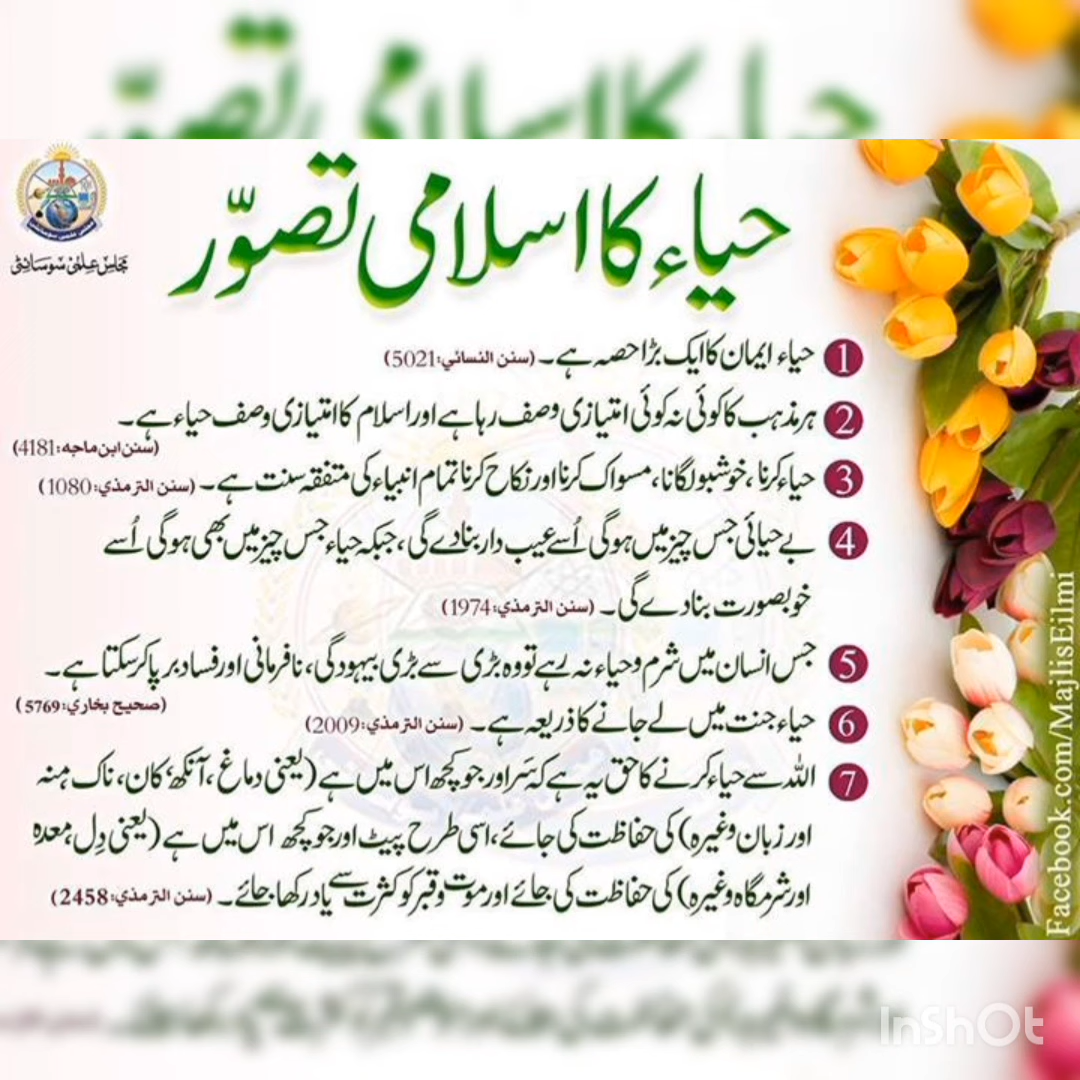 حیاء کا اسلامی تصوّر
مجلس علمی سوسائٹی
1 حیاء ایمان کا ایک بڑا حصہ ہے۔ (سنن النسائي:5021)
2 ہر مذہب کا کوئی نہ کوئی امتیازی وصف رہا ہے اور اسلام کا امتیازی وصف حیاء ہے۔
(سنن ابن ماجه:4181)
3 حیاء کرنا، خوشبو لگانا، مسواک کرنا اور نکاح کرنا تمام انبیاء کی متفقہ سنت ہے۔ (سنن الترمذي:1080)
4 بے حیائی جس چیز میں ہوگی اُسے عیب دار بنا دے گی، جبکہ حیاء جس چیز میں بھی ہوگی اُسے
خوبصورت بنا دے گی۔ (سنن الترمذي:1974)
5 جس انسان میں شرم و حیاء نہ رہے تو وہ بڑی سے بڑی بیہودگی، نافرمانی اور فساد برپا کر سکتا ہے۔
(صحيح بخاري:5769)
6 حیاء جنت میں لے جانے کا ذریعہ ہے۔ (سنن الترمذي:2009)
7 اللہ سے حیاء کرنے کا حق یہ ہے کہ سَر اور جو کچھ اس میں ہے (یعنی دماغ، آنکھ، کان، ناک، منہ
اور زبان وغیرہ) کی حفاظت کی جائے، اسی طرح پیٹ اور جو کچھ اس میں ہے (یعنی دِل، معدہ
اور شرمگاہ وغیرہ) کی حفاظت کی جائے اور موت و قبر کو کثرت سے یاد رکھا جائے۔ (سنن الترمذي:2458)
Facebook.com/MajlisEilmi
InShOt